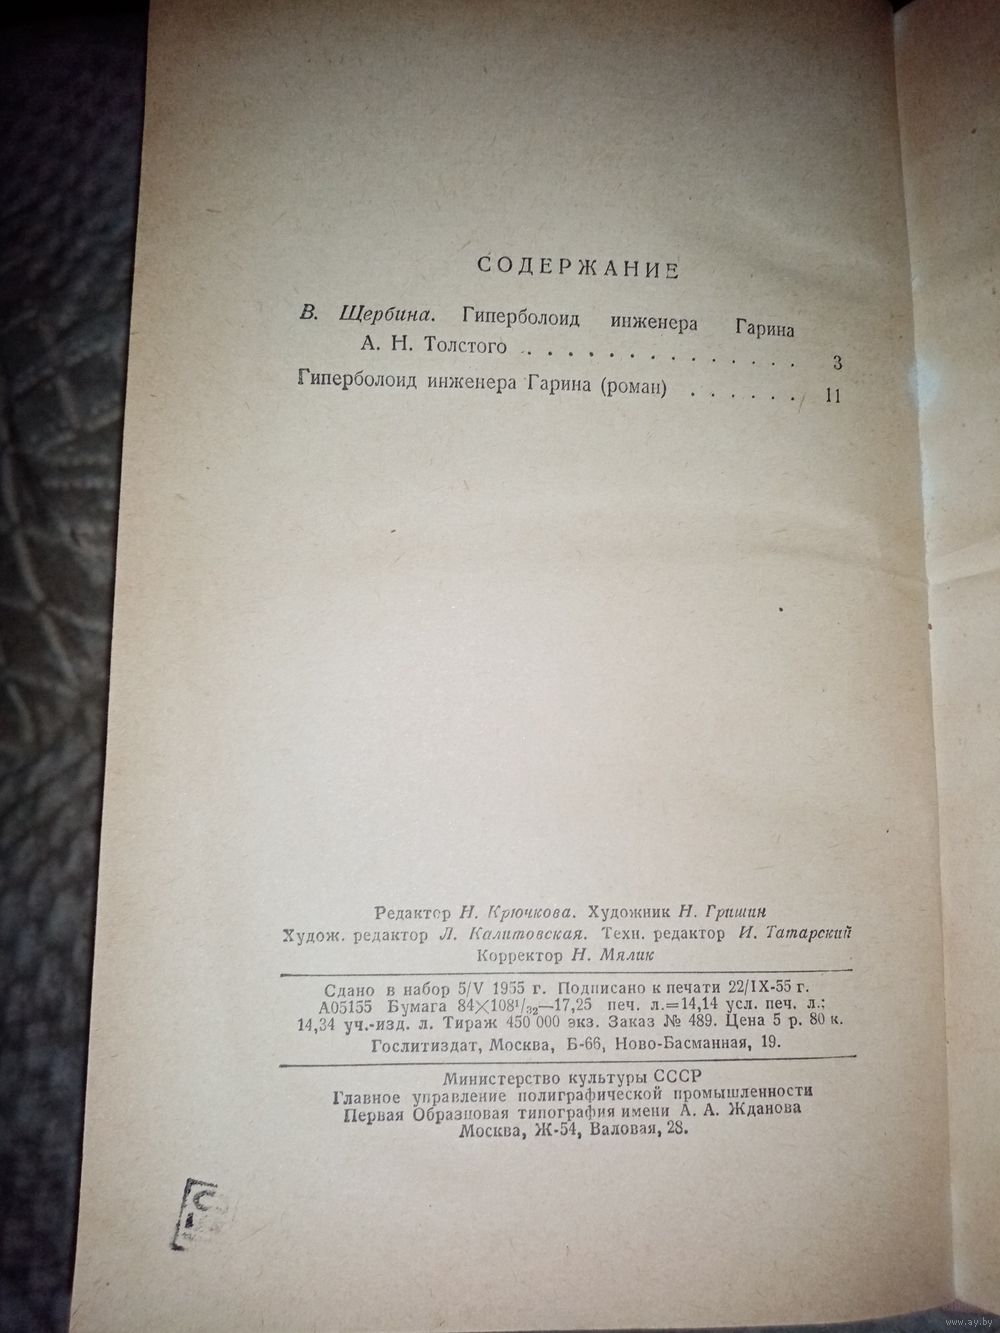 СОДЕРЖАНИЕ
В. Щербина. Гиперболоид инженера Гарина
А. Н. Толстого . . . . . . . . . . . . . . 3
Гиперболоид инженера Гарина (роман) . . . . . . 11
Редактор Н. Крючкова. Художник Н. Гришин
Худож. редактор Л. Калитовская. Техн. редактор И. Татарский
Корректор Н. Мялик
Сдано в набор 5/V 1955 г. Подписано к печати 22/IX-55 г.
А05155 Бумага 84×108¹/₃₂—17,25 печ. л.=14,14 усл. печ. л.:
14,34 уч.-изд. л. Тираж 450 000 экз. Заказ № 489. Цена 5 р. 80 к.
Гослитиздат, Москва, Б-66, Ново-Басманная, 19.
Министерство культуры СССР
Главное управление полиграфической промышленности
Первая Образцовая типография имени А. А. Жданова
Москва, Ж-54, Валовая, 28.
www.ay.by